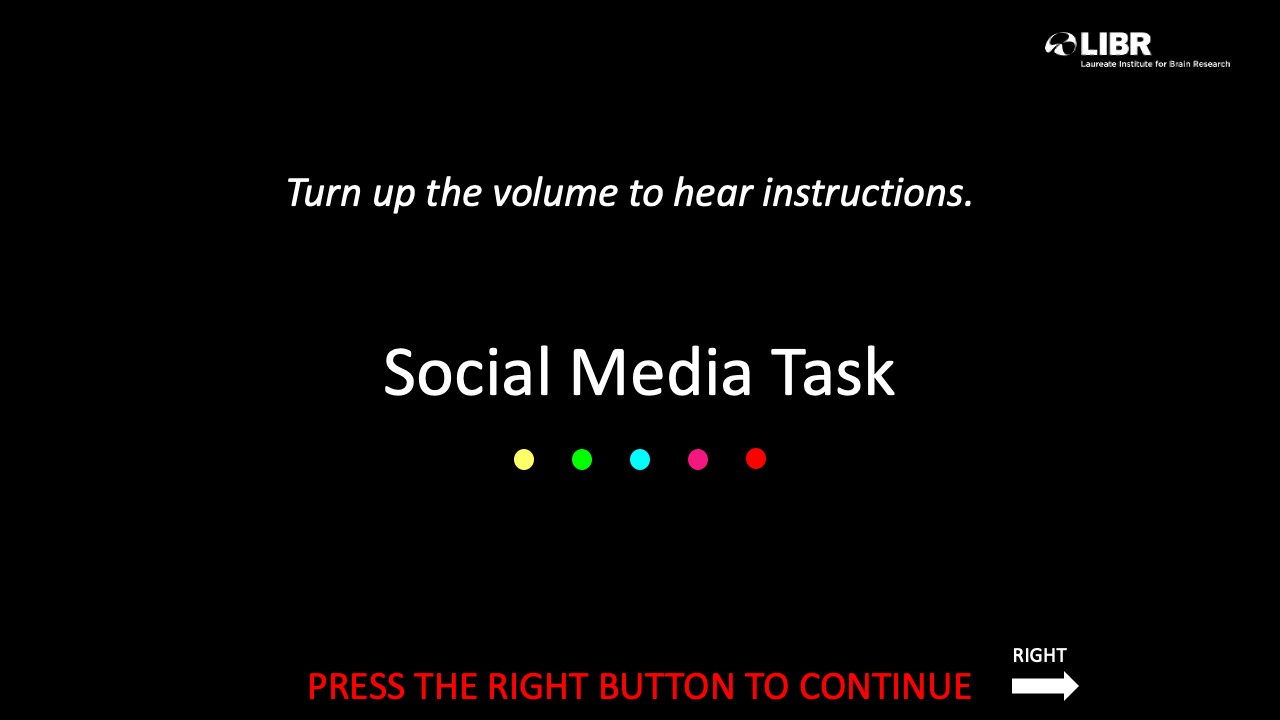 LIBR
Laureate Institute for Brain Research
Turn up the volume to hear instructions.
Social Media Task
RIGHT
PRESS THE RIGHT BUTTON TO CONTINUE